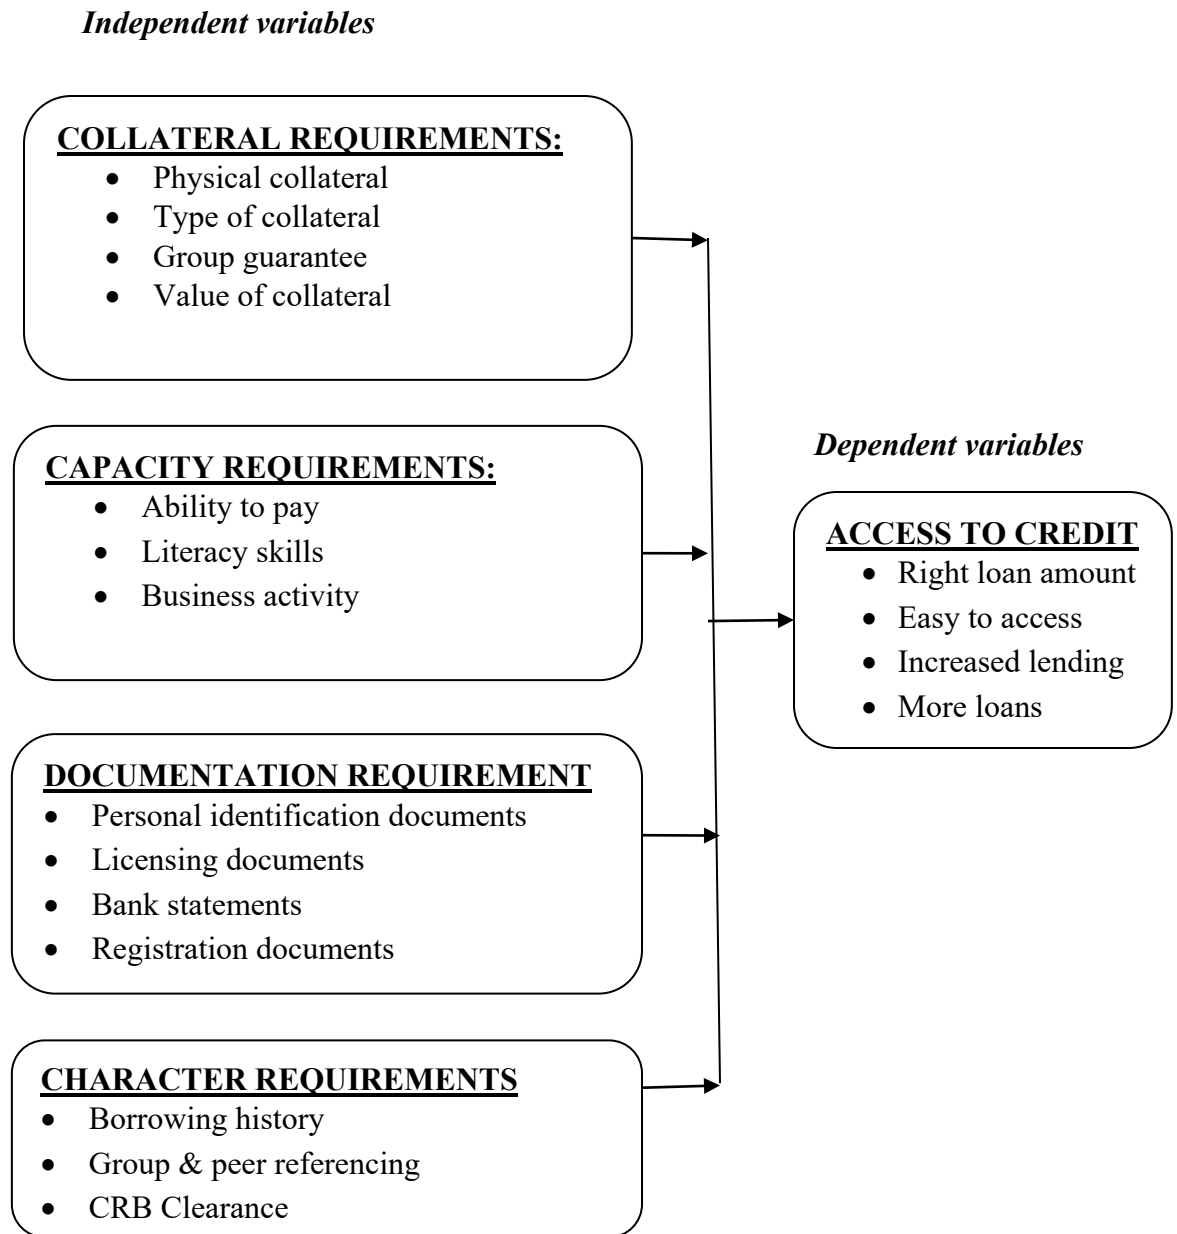 Independent variables
COLLATERAL REQUIREMENTS:
• Physical collateral
• Type of collateral
• Group guarantee
• Value of collateral
CAPACITY REQUIREMENTS:
• Ability to pay
• Literacy skills
• Business activity
Dependent variables
ACCESS TO CREDIT
• Right loan amount
• Easy to access
• Increased lending
• More loans
DOCUMENTATION REQUIREMENT
• Personal identification documents
• Licensing documents
• Bank statements
• Registration documents
CHARACTER REQUIREMENTS
• Borrowing history
• Group & peer referencing
• CRB Clearance